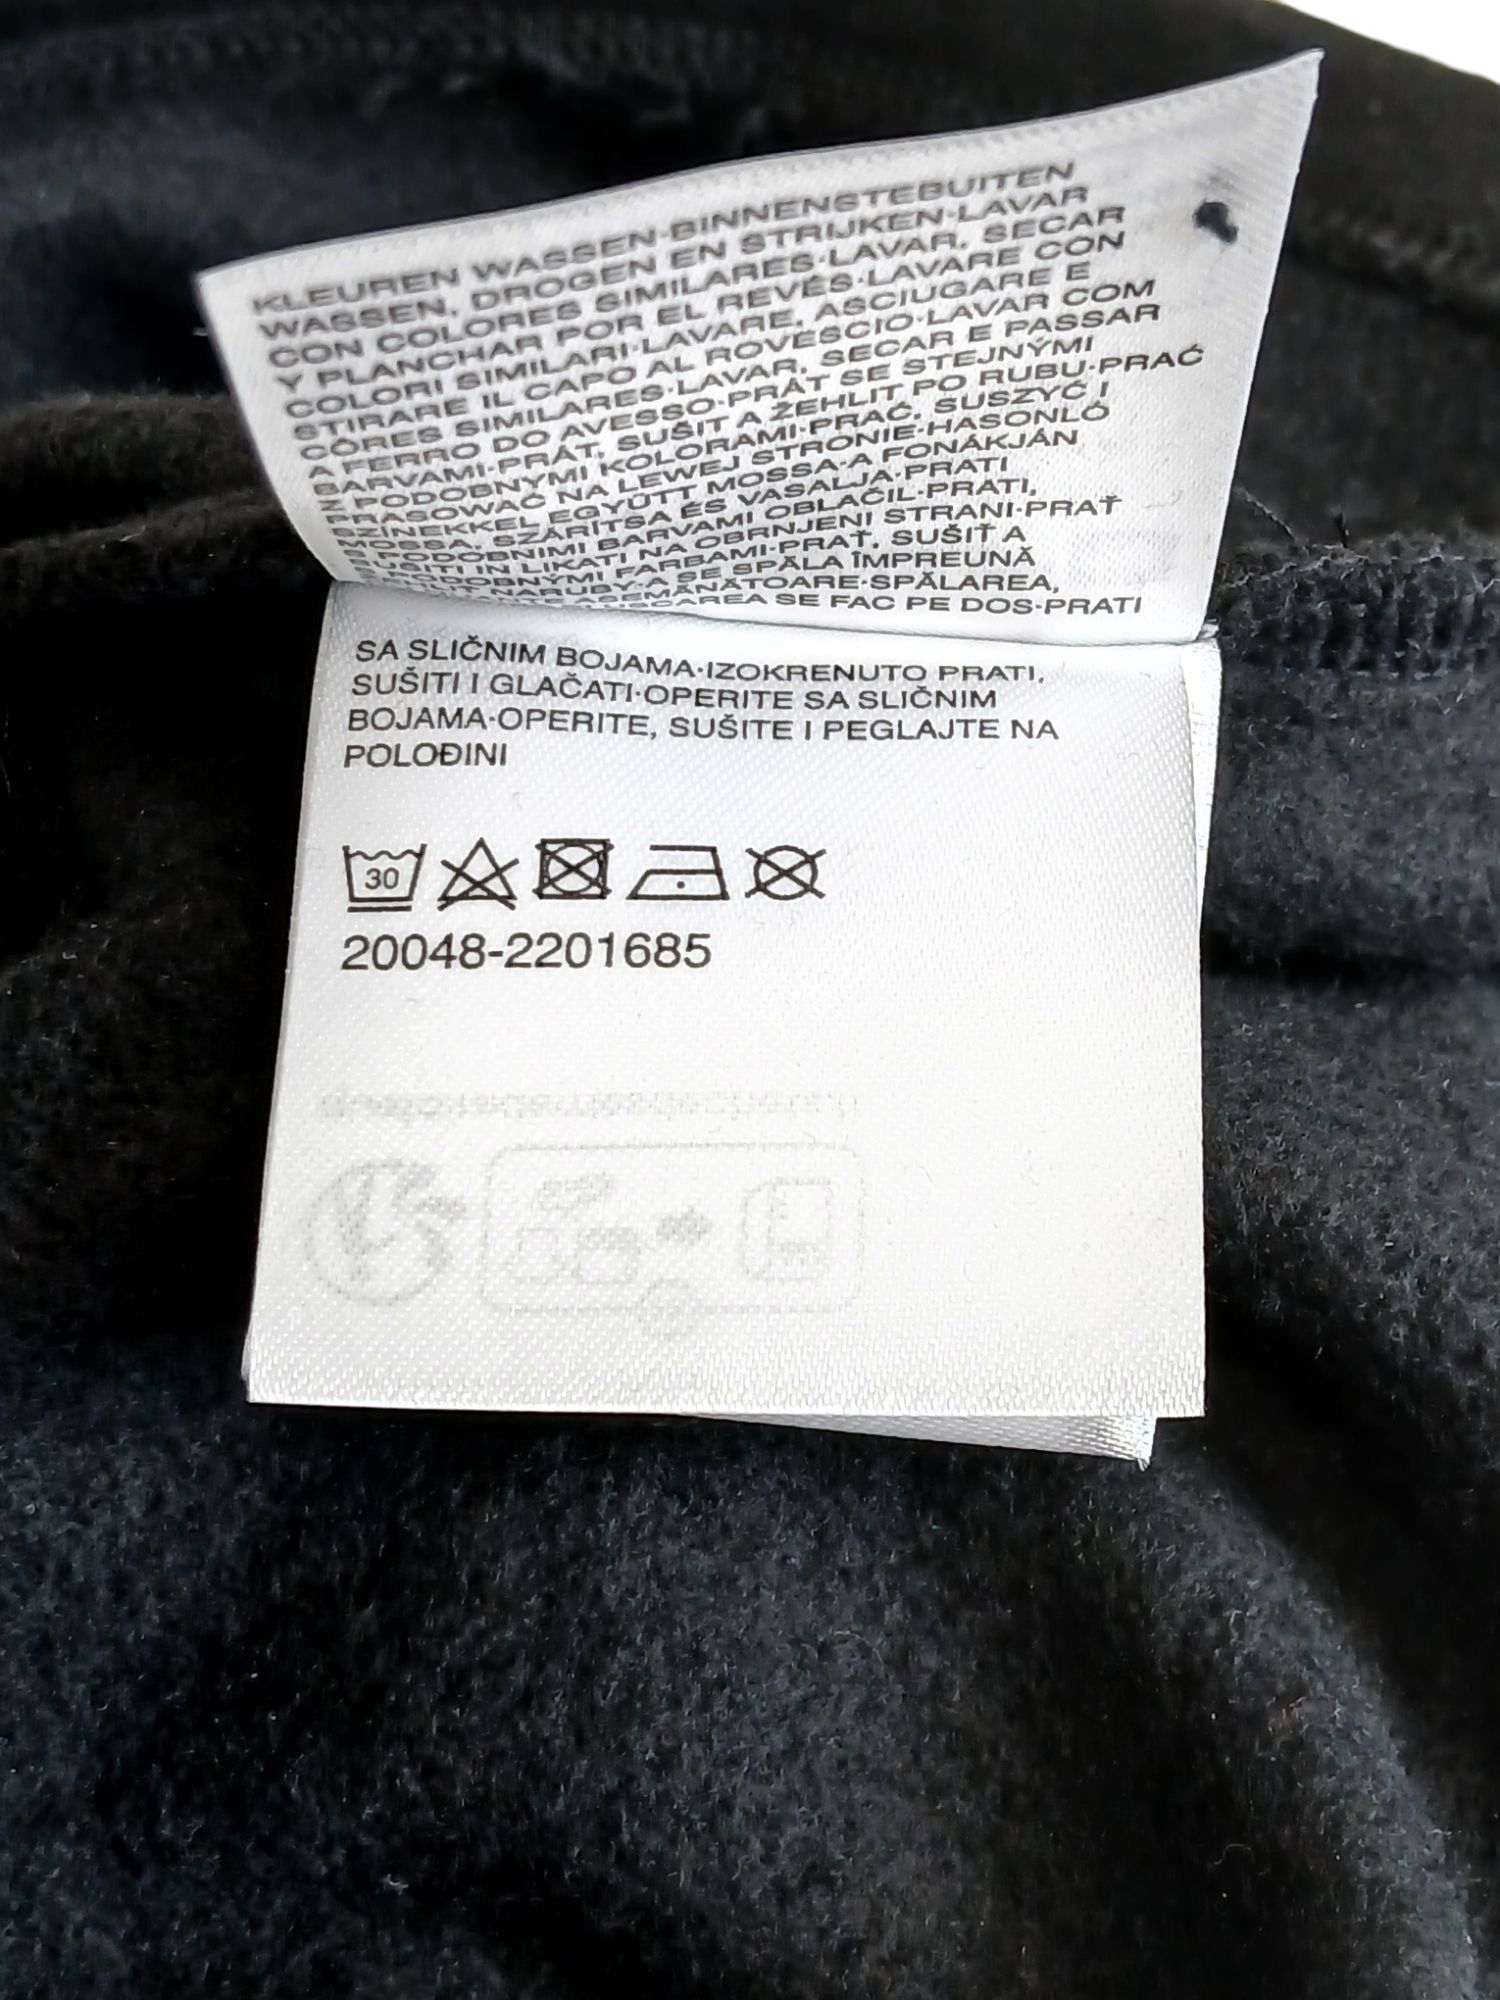 KLEUREN WASSEN·BINNENSTEBUITEN
WASSEN, DROGEN EN STRIJKEN·LAVAR
CON COLORES SIMILARES·LAVAR, SECAR
Y PLANCHAR POR EL REVÉS·LAVARE CON
COLORI SIMILARI·LAVARE, ASCIUGARE E
STIRARE IL CAPO AL ROVESCIO·LAVAR COM
CÔRES SIMILARES·LAVAR, SECAR E PASSAR
A FERRO DO AVESSO·PRÁT SE STEJNÝMI
BARVAMI·PRÁT, SUŠIT A ŽEHLIT PO RUBU·PRAĆ
Z PODOBNYMI KOLORAMI·PRAĆ, SUSZYĆ I
PRASOWAĆ NA LEWEJ STRONIE·HASONLÓ
SZÍNEKKEL EGYÜTT MOSSA·A FONÁKJÁN
MOSSA, SZÁRÍTSA ÉS VASALJA·PRATI
S PODOBNIMI BARVAMI OBLAČIL·PRATI,
SUŠITI IN LIKATI NA OBRNJENI STRANI·PRAŤ
PODOBNÝMI FARBAMI·PRAŤ, SUŠIŤ A
NARUBY·A SE SPĂLA ÎMPREUNĂ
ASEMĂNĂTOARE·SPĂLAREA,
USCAREA SE FAC PE DOS·PRATI
SA SLIČNIM BOJAMA·IZOKRENUTO PRATI,
SUŠITI I GLAČATI·OPERITE SA SLIČNIM
BOJAMA·OPERITE, SUŠITE I PEGLAJTE NA
POLOĐINI
30
20048-2201685